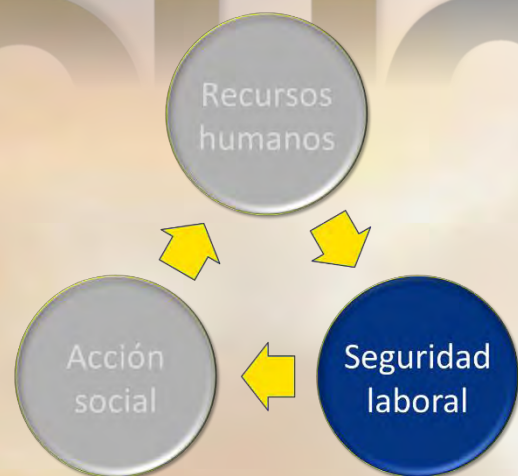 Recursos
humanos
Seguridad
laboral
Acción
social